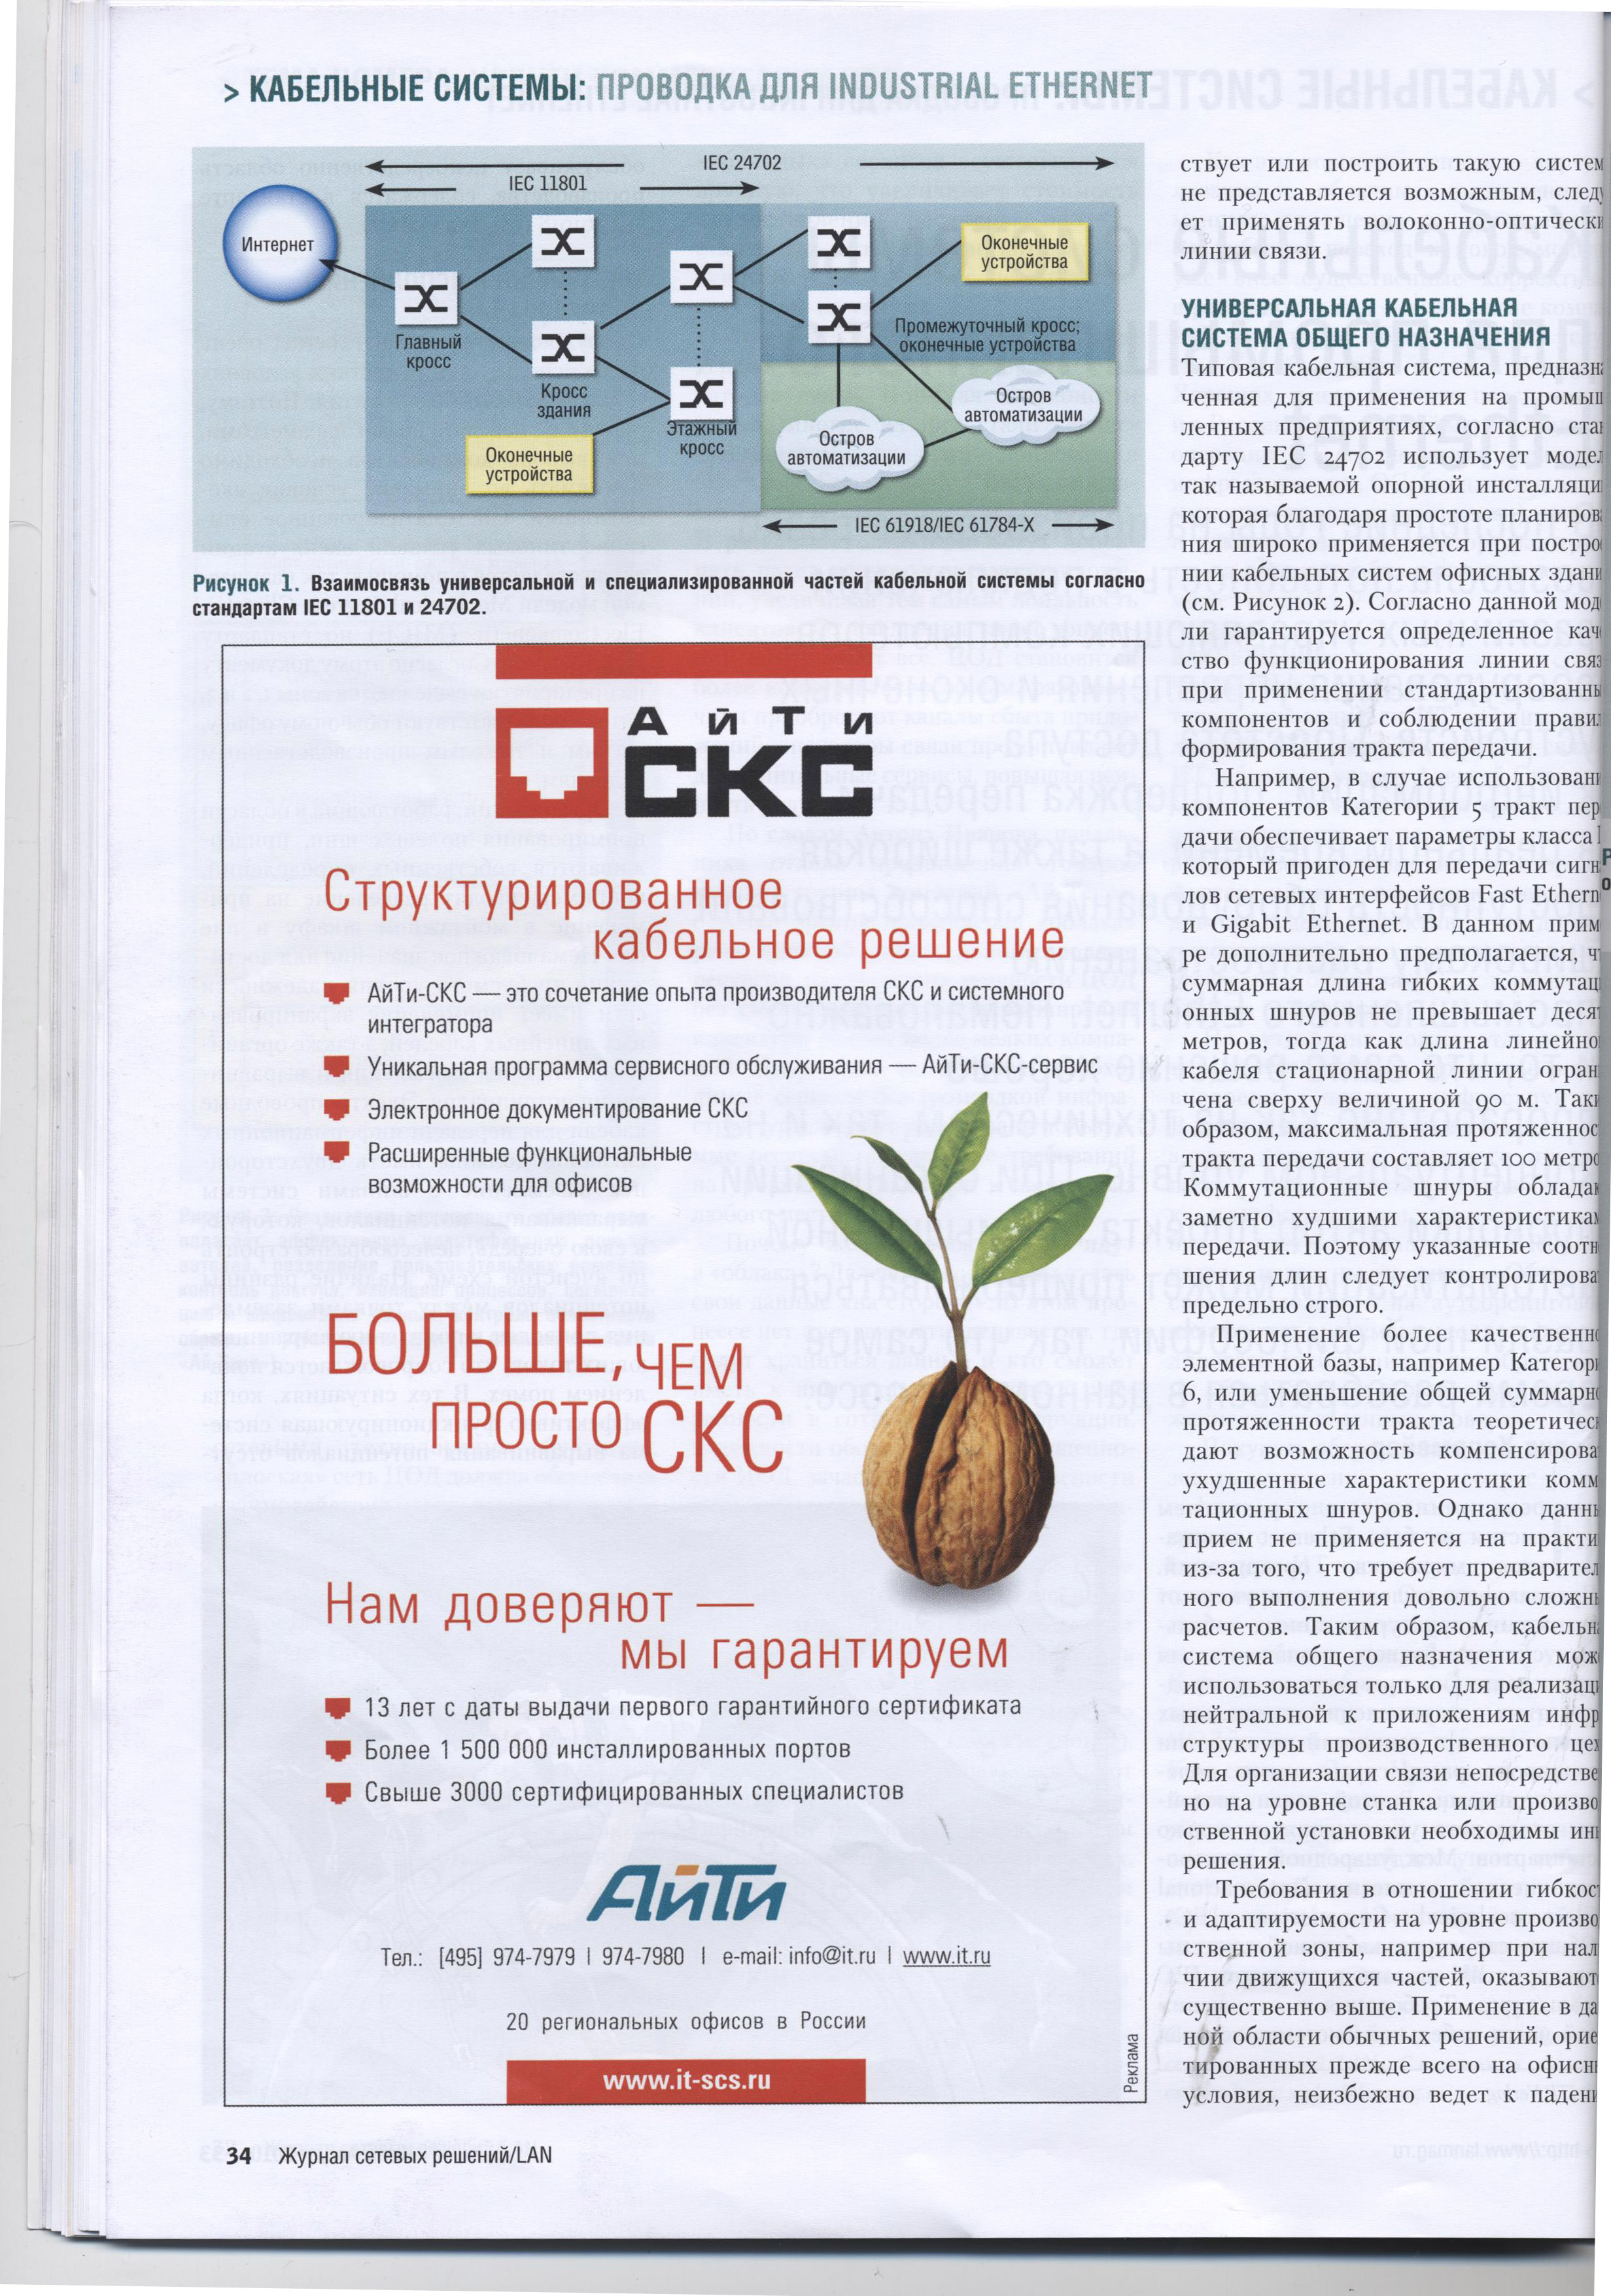 > КАБЕЛЬНЫЕ СИСТЕМЫ: ПРОВОДКА ДЛЯ INDUSTRIAL ETHERNET
IEC 24702
IEC 11801
Интернет
Главный
кросс
Кросс
здания
Этажный
кросс
Оконечные
устройства
Оконечные
устройства
Промежуточный кросс;
оконечные устройства
Остров
автоматизации
Остров
автоматизации
IEC 61918/IEC 61784-X
Рисунок 1. Взаимосвязь универсальной и специализированной частей кабельной системы согласно
стандартам IEC 11801 и 24702.
АйТи
СКС
Структурированное
кабельное решение
АйТи-СКС — это сочетание опыта производителя СКС и системного
интегратора
Уникальная программа сервисного обслуживания — АйТи-СКС-сервис
Электронное документирование СКС
Расширенные функциональные
возможности для офисов
БОЛЬШЕ, ЧЕМ
ПРОСТО СКС
Нам доверяют —
мы гарантируем
13 лет с даты выдачи первого гарантийного сертификата
Более 1 500 000 инсталлированных портов
Свыше 3000 сертифицированных специалистов
АйТи
Тел.: [495] 974-7979 | 974-7980 | e-mail: info@it.ru | www.it.ru
20 региональных офисов в России
www.it-scs.ru
Реклама
ствует или построить такую систем
не представляется возможным, след
ет применять волоконно-оптически
линии связи.
УНИВЕРСАЛЬНАЯ КАБЕЛЬНАЯ
СИСТЕМА ОБЩЕГО НАЗНАЧЕНИЯ
Типовая кабельная система, предназна
ченная для применения на промыш
ленных предприятиях, согласно ста
дарту IEC 24702 использует модел
так называемой опорной инсталляци
которая благодаря простоте планиров
ния широко применяется при постро
нии кабельных систем офисных здани
(см. Рисунок 2). Согласно данной мод
ли гарантируется определенное кач
ство функционирования линии связ
при применении стандартизованны
компонентов и соблюдении правил
формирования тракта передачи.
Например, в случае использовани
компонентов Категории 5 тракт пер
дачи обеспечивает параметры класса
который пригоден для передачи сигн
лов сетевых интерфейсов Fast Ethern
и Gigabit Ethernet. В данном прим
ре дополнительно предполагается, ч
суммарная длина гибких коммутац
онных шнуров не превышает деся
метров, тогда как длина линейно
кабеля стационарной линии огран
чена сверху величиной 90 м. Таки
образом, максимальная протяженнос
тракта передачи составляет 100 метро
Коммутационные шнуры облада
заметно худшими характеристика
передачи. Поэтому указанные соотн
шения длин следует контролирова
предельно строго.
Применение более качественно
элементной базы, например Категор
6, или уменьшение общей суммарно
протяженности тракта теоретичес
дают возможность компенсирова
ухудшенные характеристики комм
тационных шнуров. Однако данны
прием не применяется на практи
из-за того, что требует предварител
ного выполнения довольно сложн
расчетов. Таким образом, кабельн
система общего назначения мож
использоваться только для реализац
нейтральной к приложениям инфр
структуры производственного цех
Для организации связи непосредстве
но на уровне станка или произво
ственной установки необходимы ин
решения.
Требования в отношении гибкос
и адаптируемости на уровне произво
ственной зоны, например при нал
чии движущихся частей, оказывают
существенно выше. Применение в да
ной области обычных решений, орие
тированных прежде всего на офисн
условия, неизбежно ведет к падени
34 Журнал сетевых решений/LAN